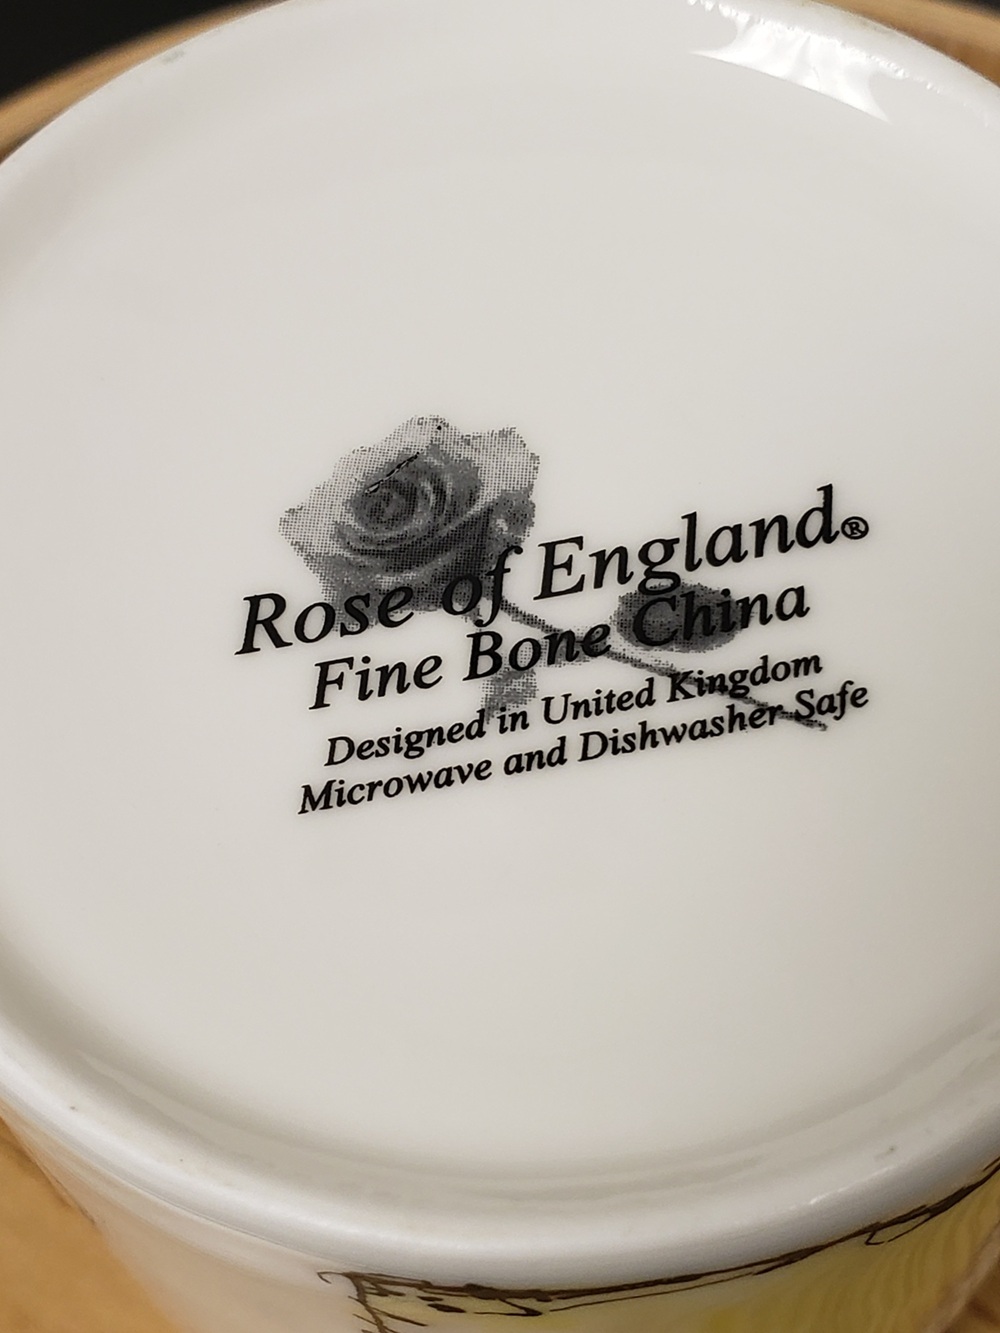 Rose of England®
Fine Bone China
Designed in United Kingdom
Microwave and Dishwasher Safe